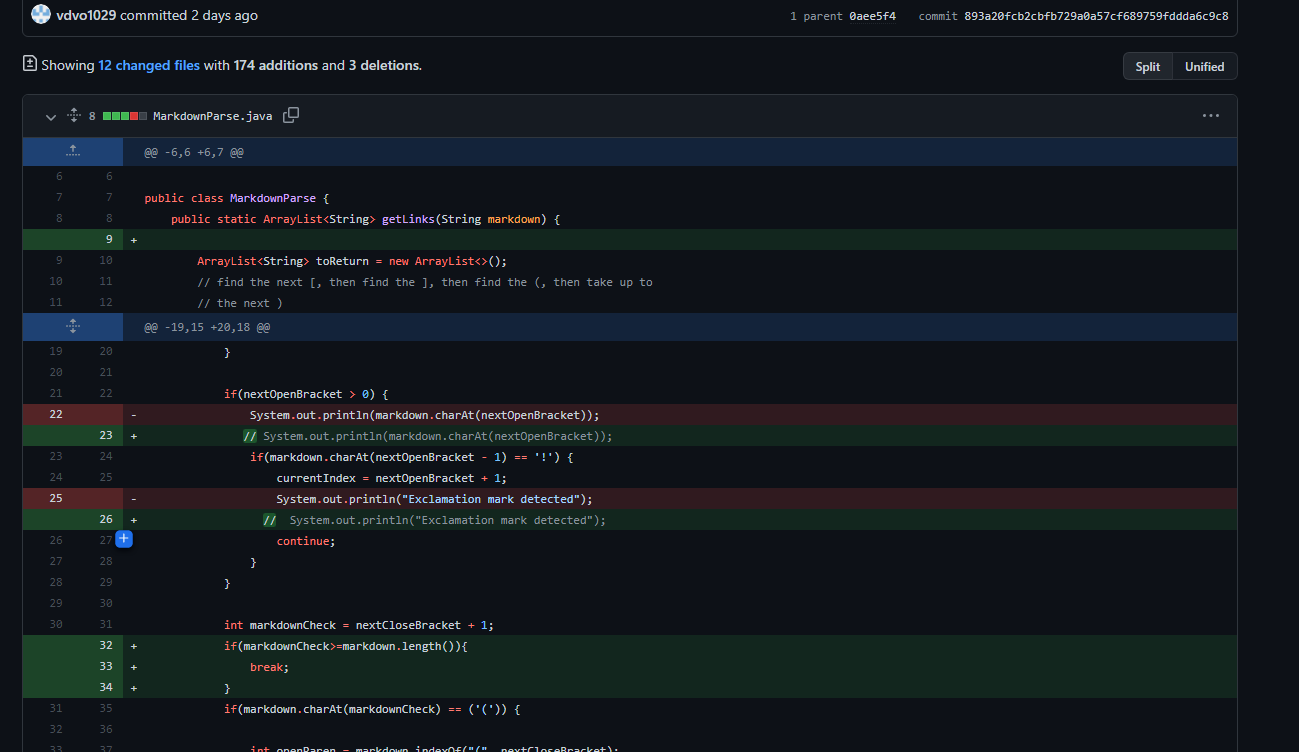 vdvo1029 committed 2 days ago 1 parent 0aee5f4 commit 893a20fcb2cbfb729a0a57cf689759fddda6c9c8
Showing 12 changed files with 174 additions and 3 deletions. Split Unified
8 MarkdownParse.java
@@ -6,6 +6,7 @@
6 6
7 7 public class MarkdownParse {
8 8 public static ArrayList<String> getLinks(String markdown) {
9 +
9 10 ArrayList<String> toReturn = new ArrayList<>();
10 11 // find the next [, then find the ], then find the (, then take up to
11 12 // the next )
@@ -19,15 +20,18 @@
19 20 }
20 21
21 22 if(nextOpenBracket > 0) {
22 - System.out.println(markdown.charAt(nextOpenBracket));
23 + // System.out.println(markdown.charAt(nextOpenBracket));
23 24 if(markdown.charAt(nextOpenBracket - 1) == '!') {
24 25 currentIndex = nextOpenBracket + 1;
25 - System.out.println("Exclamation mark detected");
26 + // System.out.println("Exclamation mark detected");
26 27 continue;
27 28 }
28 29 }
29 30
30 31 int markdownCheck = nextCloseBracket + 1;
32 + if(markdownCheck>=markdown.length()){
33 + break;
34 + }
31 35 if(markdown.charAt(markdownCheck) == ('(')) {
32 36
33 37 int openParen = markdown.indexOf("(", nextCloseBracket);